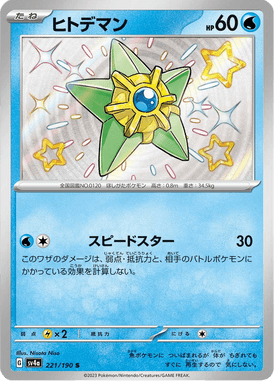 たね ヒトデマン HP60
全国図鑑NO.0120 ほしがたポケモン 高さ:0.8m 重さ:34.5kg
スピードスター 30
このワザのダメージは、弱点・抵抗力と、相手のバトルポケモンに
かかっている効果を計算しない。
弱点 ×2 抵抗力 にげる
illus. Nisota Niso
sv4a 221/190 S
©2023 Pokémon/Nintendo/Creatures/GAME FREAK.